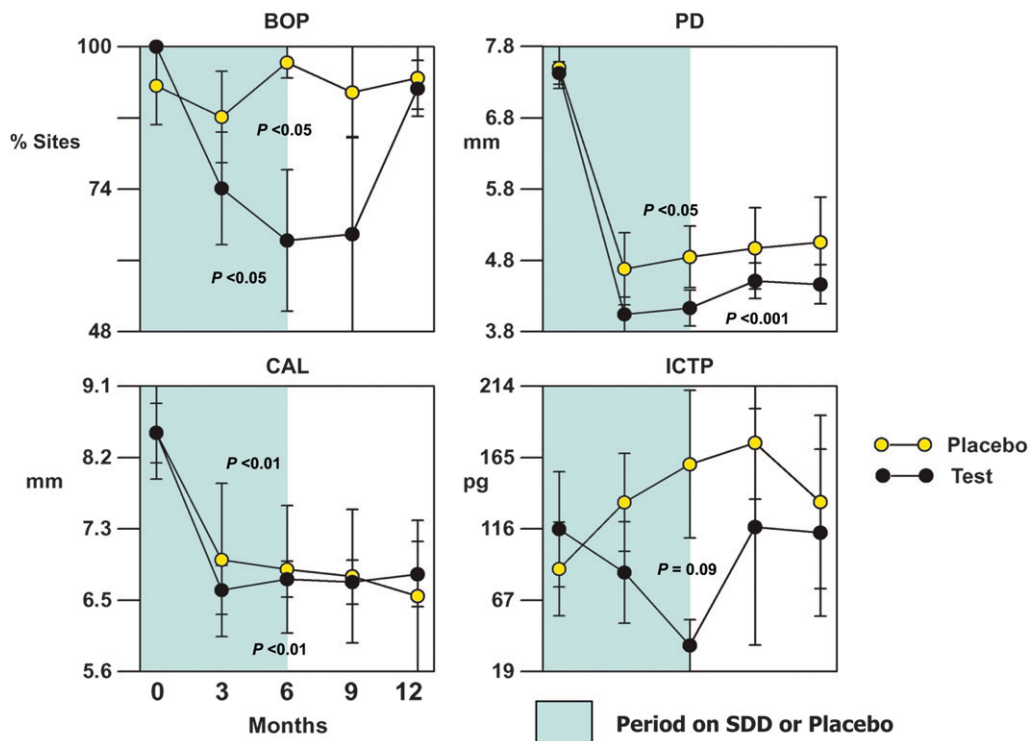 BOP
100
% Sites
74
48
P <0.05
P <0.05
PD
7.8
6.8
mm
5.8
4.8
3.8
P <0.05
P <0.001
CAL
9.1
8.2
mm
7.3
6.5
5.6
P <0.01
P <0.01
0 3 6 9 12
Months
ICTP
214
165
pg
116
67
19
P = 0.09
Placebo
Test
Period on SDD or Placebo